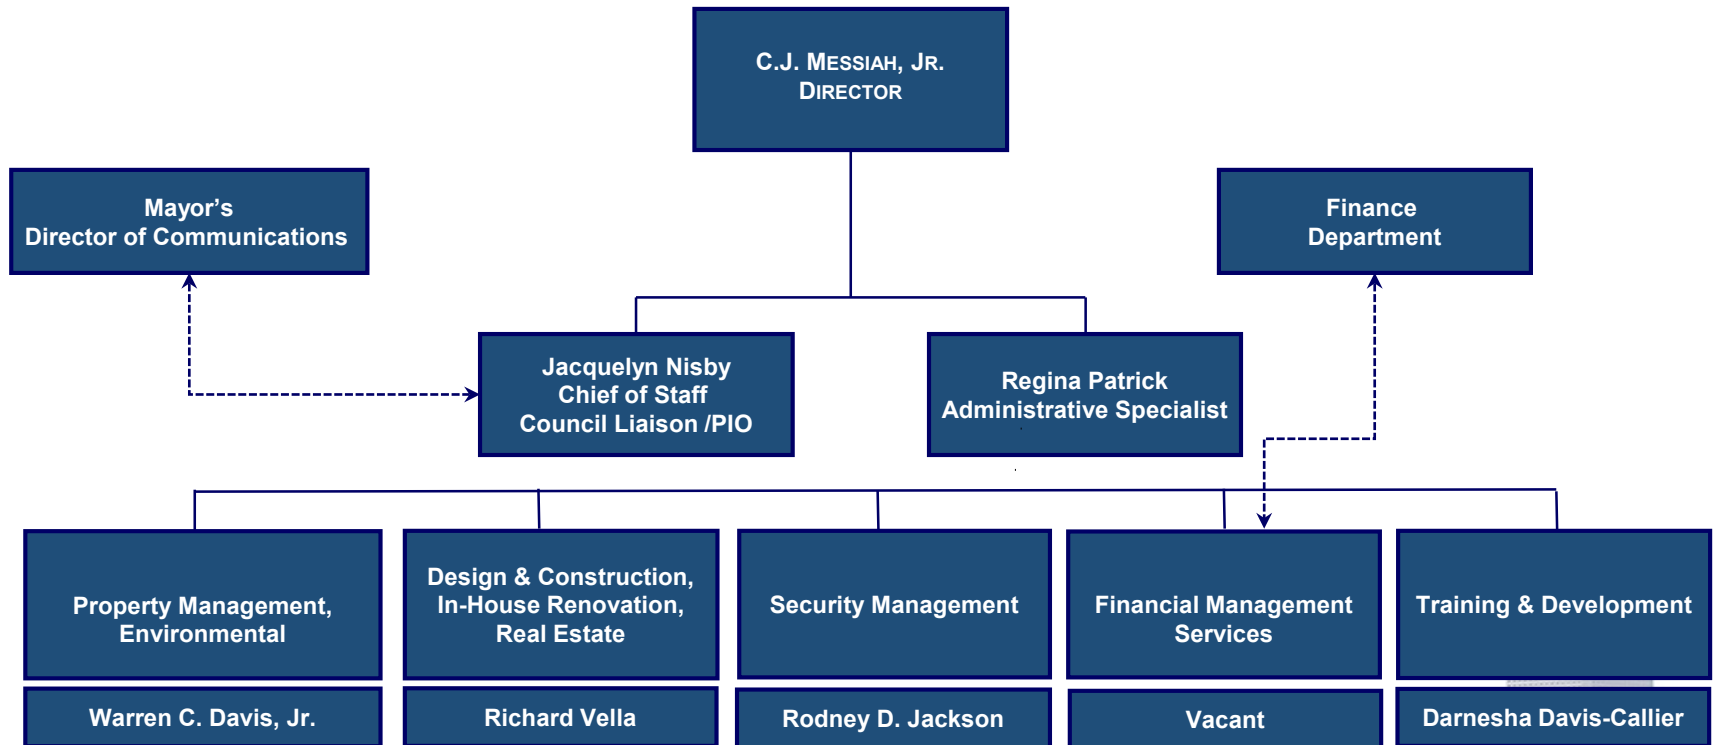 C.J. MESSIAH, JR.
DIRECTOR
Mayor’s
Director of Communications
Finance
Department
Jacquelyn Nisby
Chief of Staff
Council Liaison /PIO
Regina Patrick
Administrative Specialist
Property Management,
Environmental
Design & Construction,
In-House Renovation,
Real Estate
Security Management
Financial Management
Services
Training & Development
Warren C. Davis, Jr.
Richard Vella
Rodney D. Jackson
Vacant
Darnesha Davis-Callier